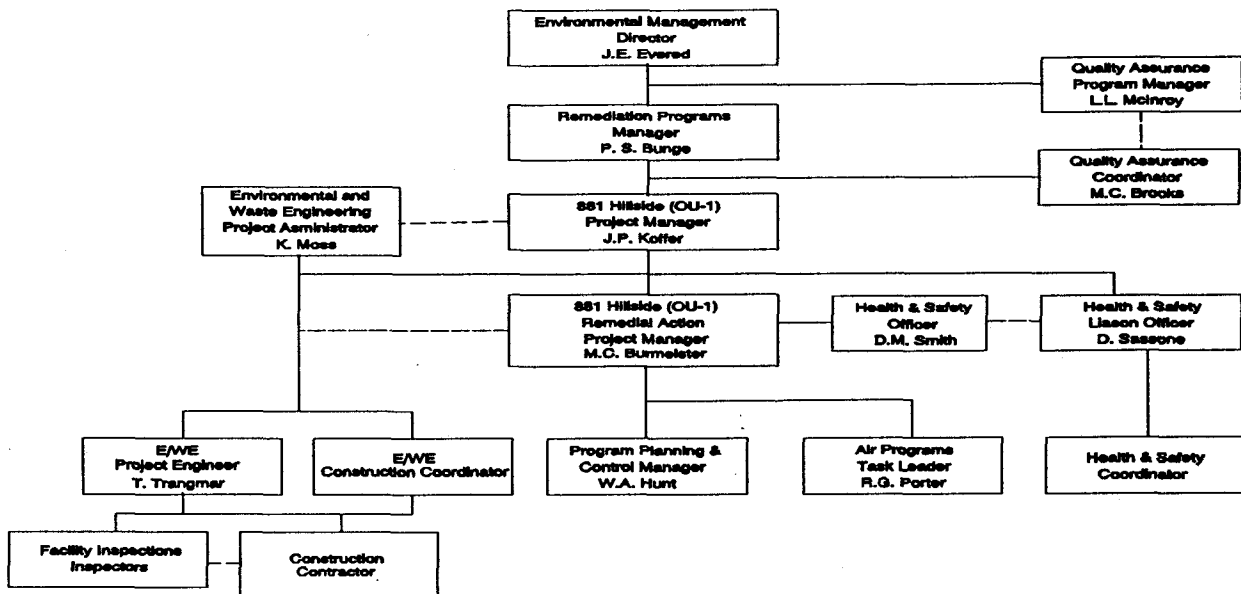 Environmental Management
Director
J.E. Evered
Quality Assurance
Program Manager
L.L. McInroy
Remediation Programs
Manager
P. S. Bunge
Quality Assurance
Coordinator
M.C. Brooks
Environmental and
Waste Engineering
Project Asministrator
K. Moss
881 Hillside (OU-1)
Project Manager
J.P. Koffer
881 Hillside (OU-1)
Remedial Action
Project Manager
M.C. Burmeister
Health & Safety
Officer
D.M. Smith
Health & Safety
Liason Officer
D. Sassone
E/WE
Project Engineer
T. Trangmar
E/WE
Construction Coordinator
Program Planning &
Control Manager
W.A. Hunt
Air Programs
Task Leader
R.G. Porter
Health & Safety
Coordinator
Facility Inspections
Inspectors
Construction
Contractor